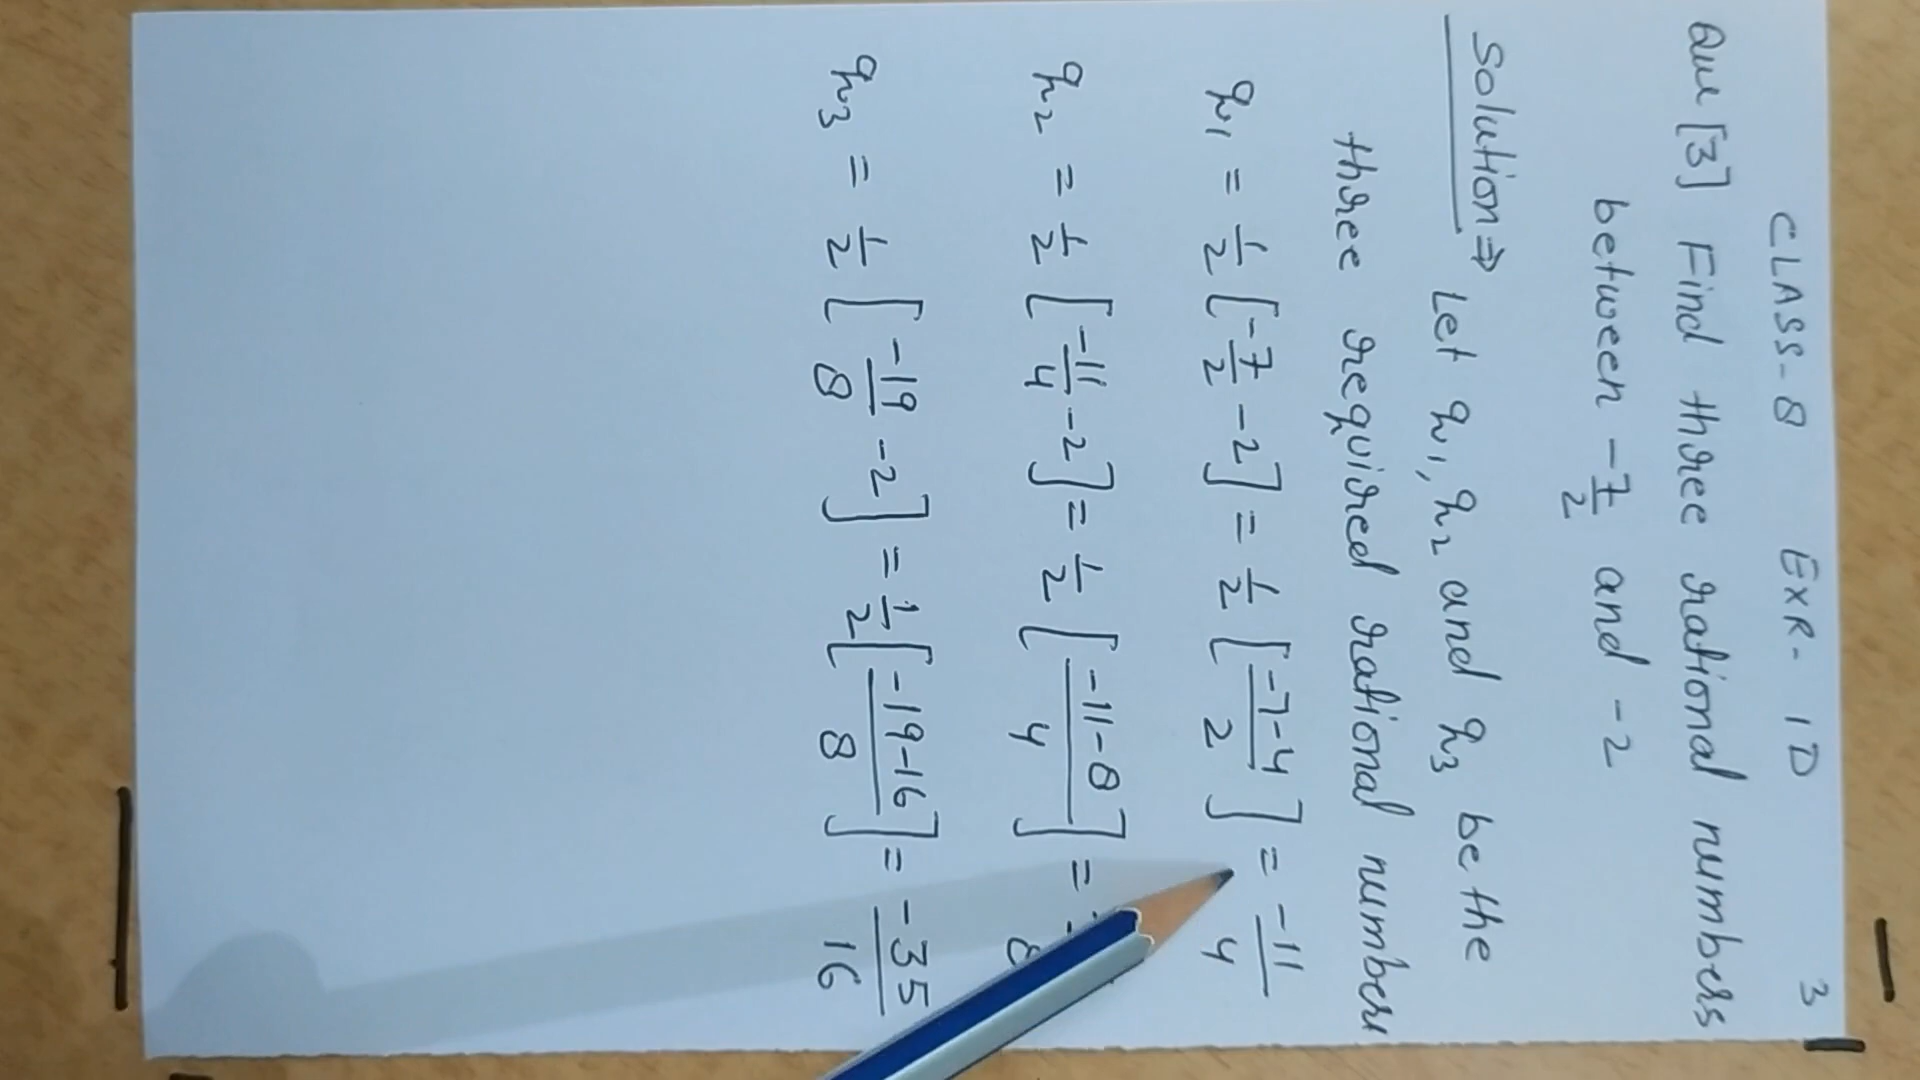 CLASS-8 EXR-1D 3
Que [3] Find three rational numbers
between -7/2 and -2
Solution⇒ Let q1, q2 and q3 be the
three required rational numbers
q1 = 1/2 [-7/2 -2] = 1/2 [-7-4/2] = -11/4
q2 = 1/2 [-11/4 -2] = 1/2 [-11-8/4] =
q3 = 1/2 [-19/8 -2] = 1/2 [-19-16/8] = -35/16